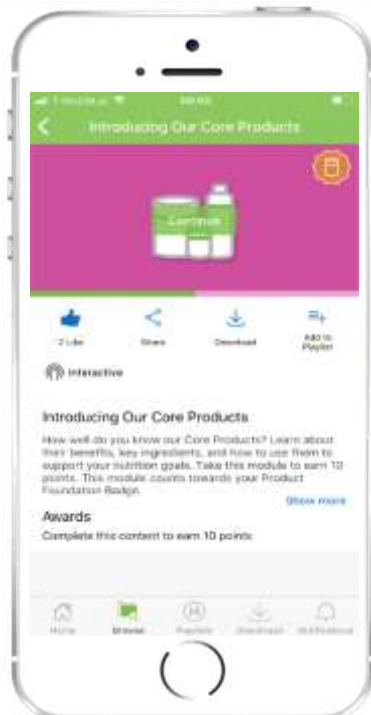 Introducing Our Core Products
Continue
2 Like
Share
Download
Add to
Playlist
Interactive
Introducing Our Core Products
How well do you know our Core Products? Learn about
their benefits, key ingredients, and how to use them to
support your nutrition goals. Take this module to earn 10
points. This module counts towards your Product
Foundation Badge.
Show more
Awards
Complete this content to earn 10 points
Home
Browse
Playlists
Downloads
Notifications